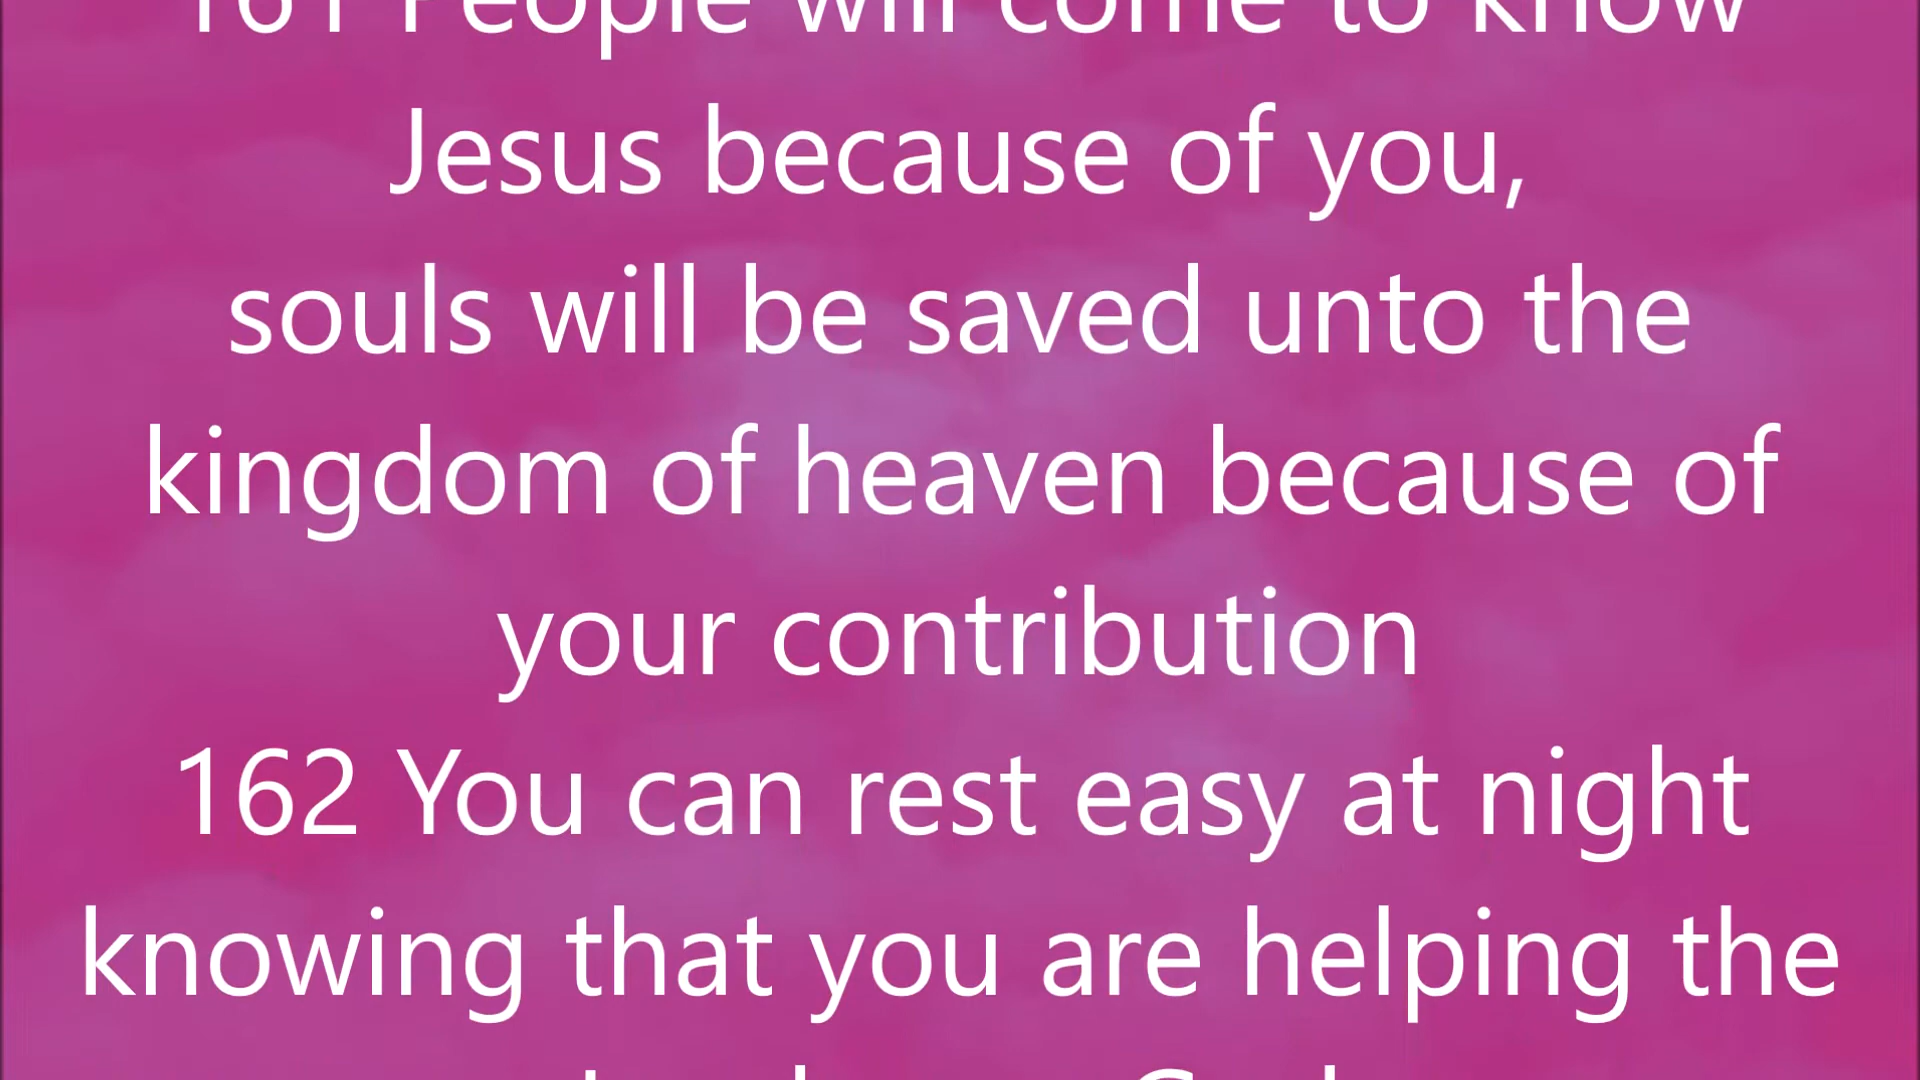 161 People will come to know
Jesus because of you,
souls will be saved unto the
kingdom of heaven because of
your contribution
162 You can rest easy at night
knowing that you are helping the